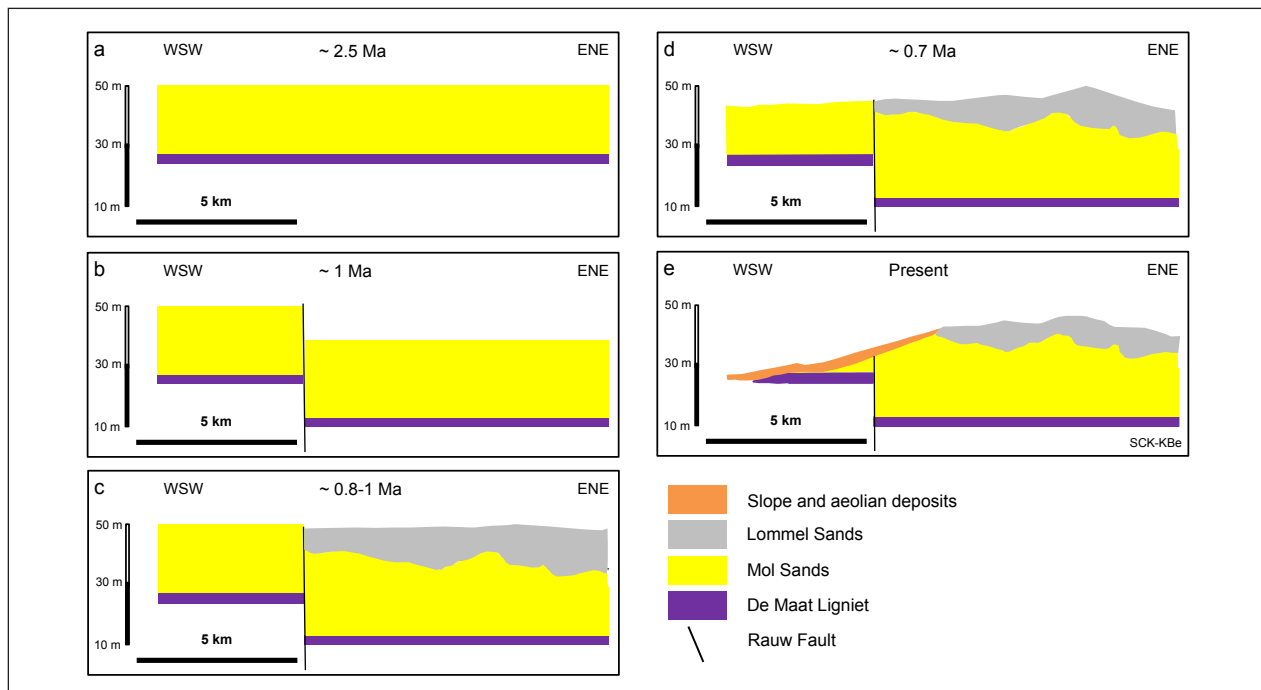 a
WSW
~ 2.5 Ma
ENE
50 m
30 m
10 m
5 km
b
WSW
~ 1 Ma
ENE
50 m
30 m
10 m
5 km
c
WSW
~ 0.8-1 Ma
ENE
50 m
30 m
10 m
5 km
d
WSW
~ 0.7 Ma
ENE
50 m
30 m
10 m
5 km
e
WSW
Present
ENE
50 m
30 m
10 m
5 km
SCK-KBe
Slope and aeolian deposits
Lommel Sands
Mol Sands
De Maat Ligniet
Rauw Fault